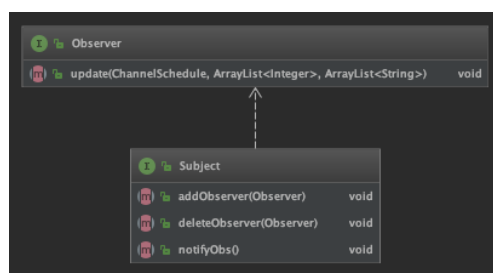 I Observer
m update(ChannelSchedule, ArrayList<Integer>, ArrayList<String>) void
I Subject
m addObserver(Observer) void
m deleteObserver(Observer) void
m notifyObs() void